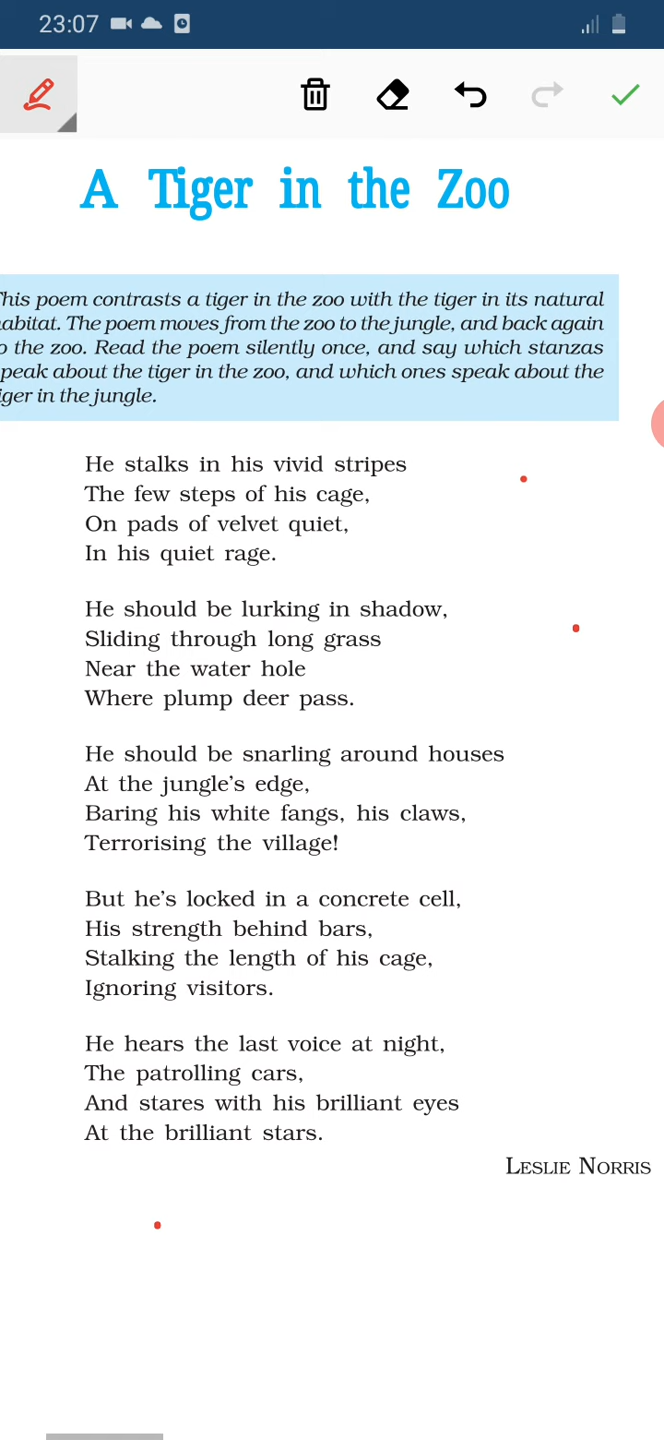 23:07
A Tiger in the Zoo
This poem contrasts a tiger in the zoo with the tiger in its natural
habitat. The poem moves from the zoo to the jungle, and back again
to the zoo. Read the poem silently once, and say which stanzas
speak about the tiger in the zoo, and which ones speak about the
tiger in the jungle.
He stalks in his vivid stripes
The few steps of his cage,
On pads of velvet quiet,
In his quiet rage.
He should be lurking in shadow,
Sliding through long grass
Near the water hole
Where plump deer pass.
He should be snarling around houses
At the jungle's edge,
Baring his white fangs, his claws,
Terrorising the village!
But he's locked in a concrete cell,
His strength behind bars,
Stalking the length of his cage,
Ignoring visitors.
He hears the last voice at night,
The patrolling cars,
And stares with his brilliant eyes
At the brilliant stars.
LESLIE NORRIS